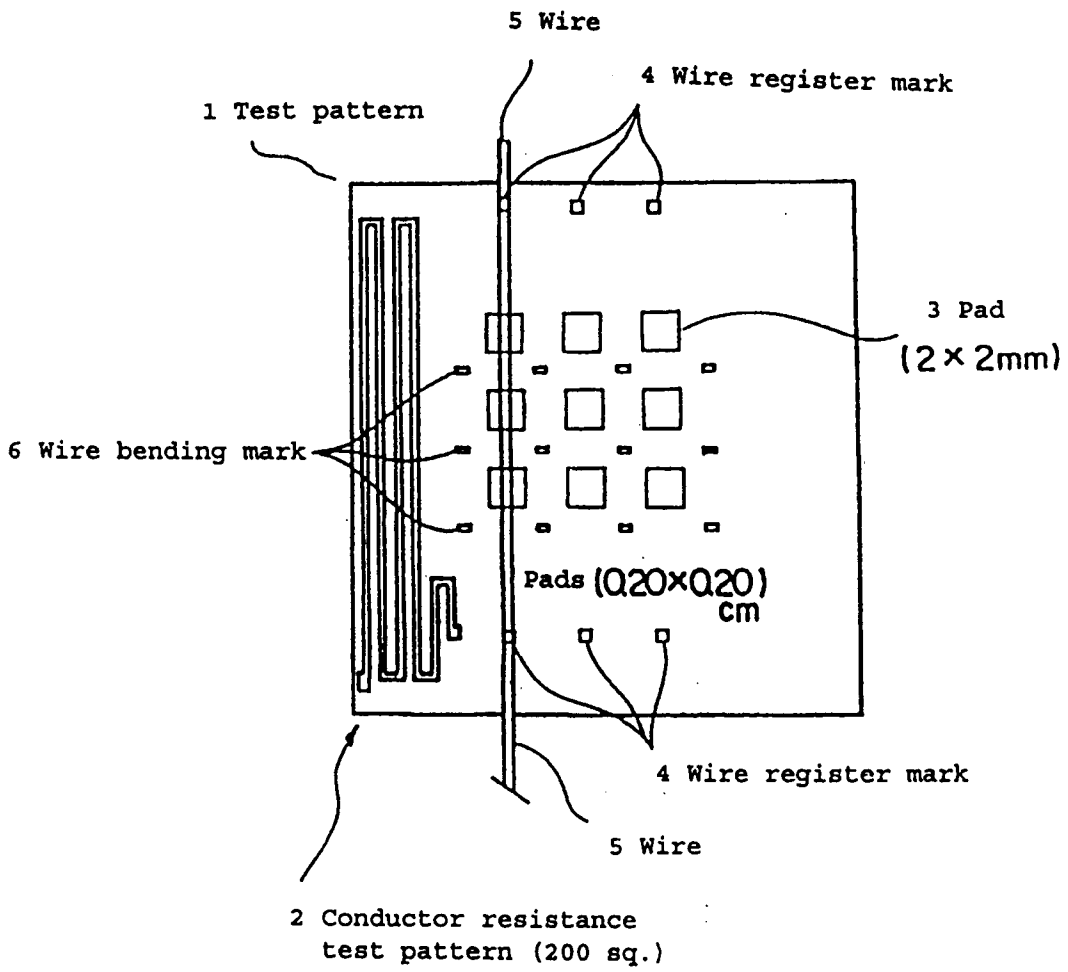 5 Wire
4 Wire register mark
1 Test pattern
3 Pad
(2 × 2mm)
6 Wire bending mark
Pads (0.20×0.20)
cm
4 Wire register mark
5 Wire
2 Conductor resistance
test pattern (200 sq.)